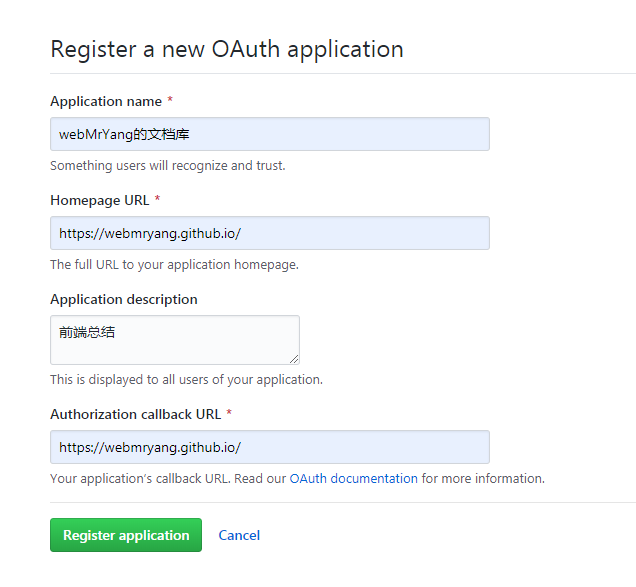 Register a new OAuth application
Application name *
webMrYang的文档库
Something users will recognize and trust.
Homepage URL *
https://webmryang.github.io/
The full URL to your application homepage.
Application description
前端总结
This is displayed to all users of your application.
Authorization callback URL *
https://webmryang.github.io/
Your application’s callback URL. Read our OAuth documentation for more information.
Register application Cancel